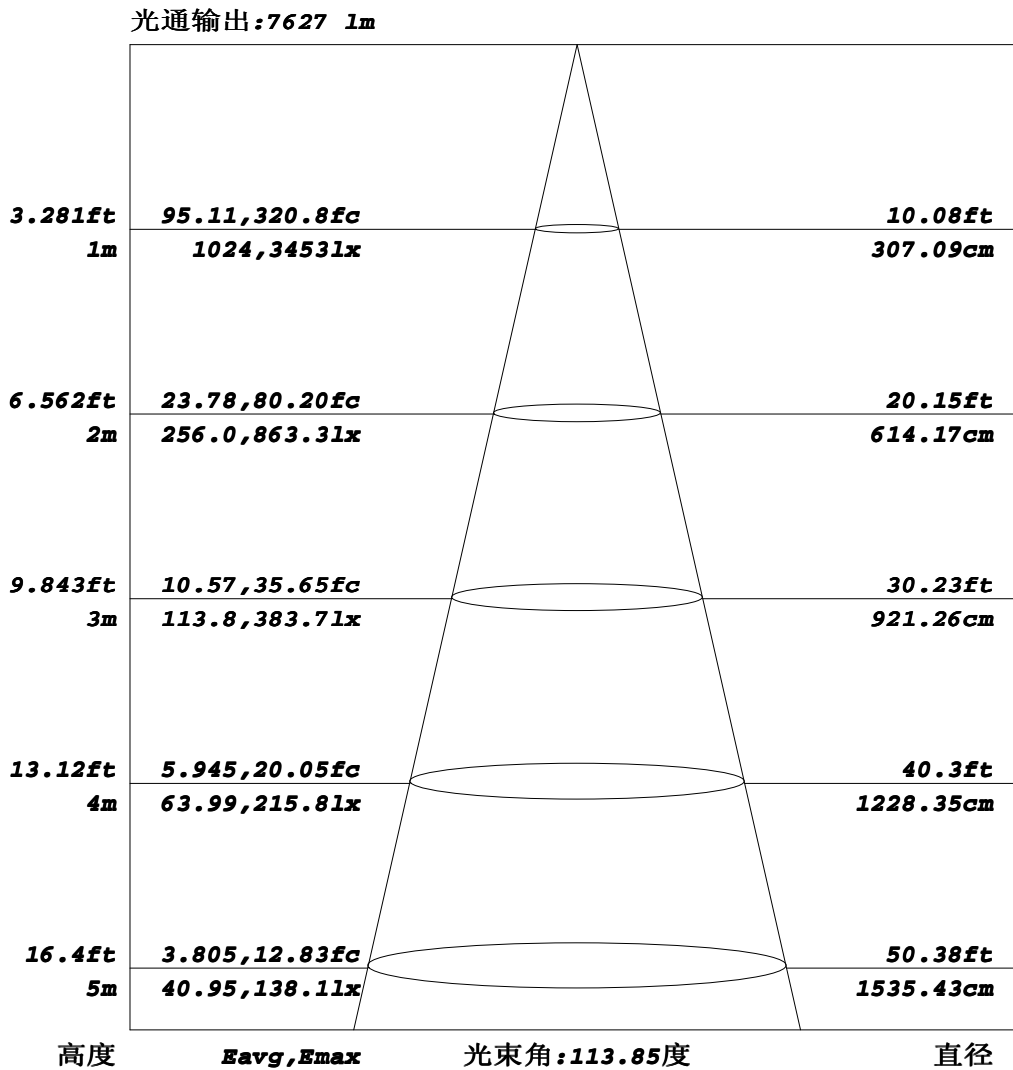 光通输出:7627 lm
3.281ft 95.11,320.8fc 10.08ft
1m 1024,3453lx 307.09cm
6.562ft 23.78,80.20fc 20.15ft
2m 256.0,863.3lx 614.17cm
9.843ft 10.57,35.65fc 30.23ft
3m 113.8,383.7lx 921.26cm
13.12ft 5.945,20.05fc 40.3ft
4m 63.99,215.8lx 1228.35cm
16.4ft 3.805,12.83fc 50.38ft
5m 40.95,138.1lx 1535.43cm
高度 Eavg,Emax 光束角:113.85度 直径